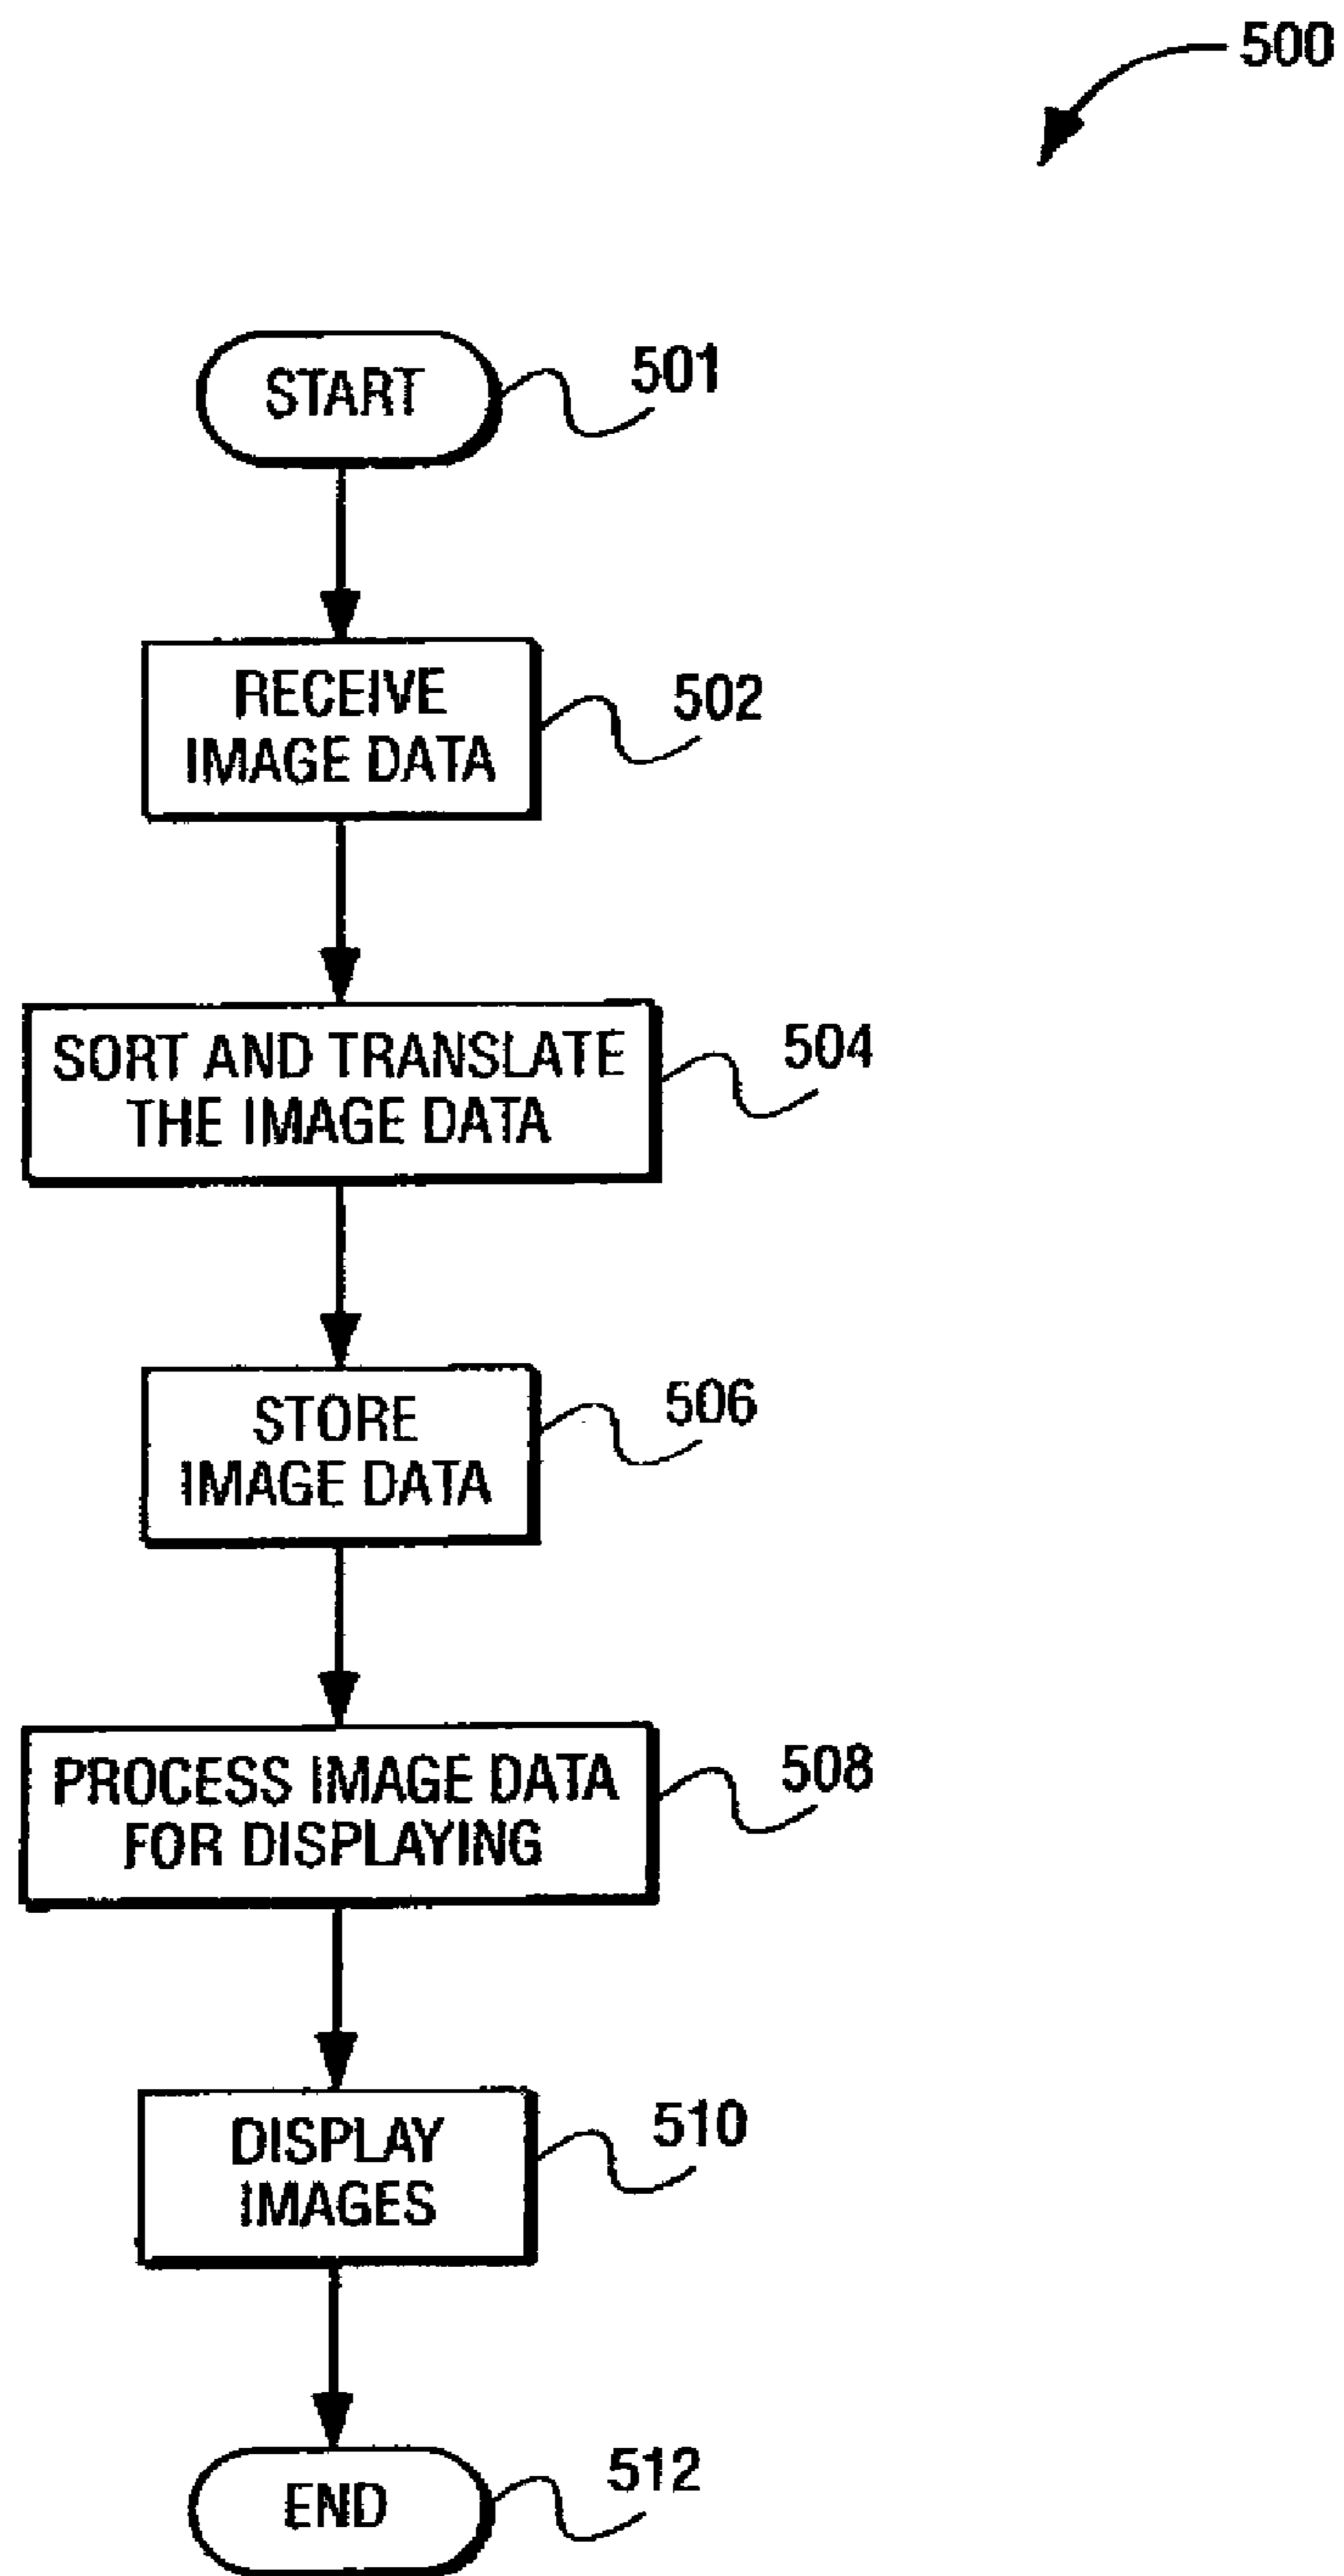 500
START
501
RECEIVE
IMAGE DATA
502
SORT AND TRANSLATE
THE IMAGE DATA
504
STORE
IMAGE DATA
506
PROCESS IMAGE DATA
FOR DISPLAYING
508
DISPLAY
IMAGES
510
END
512